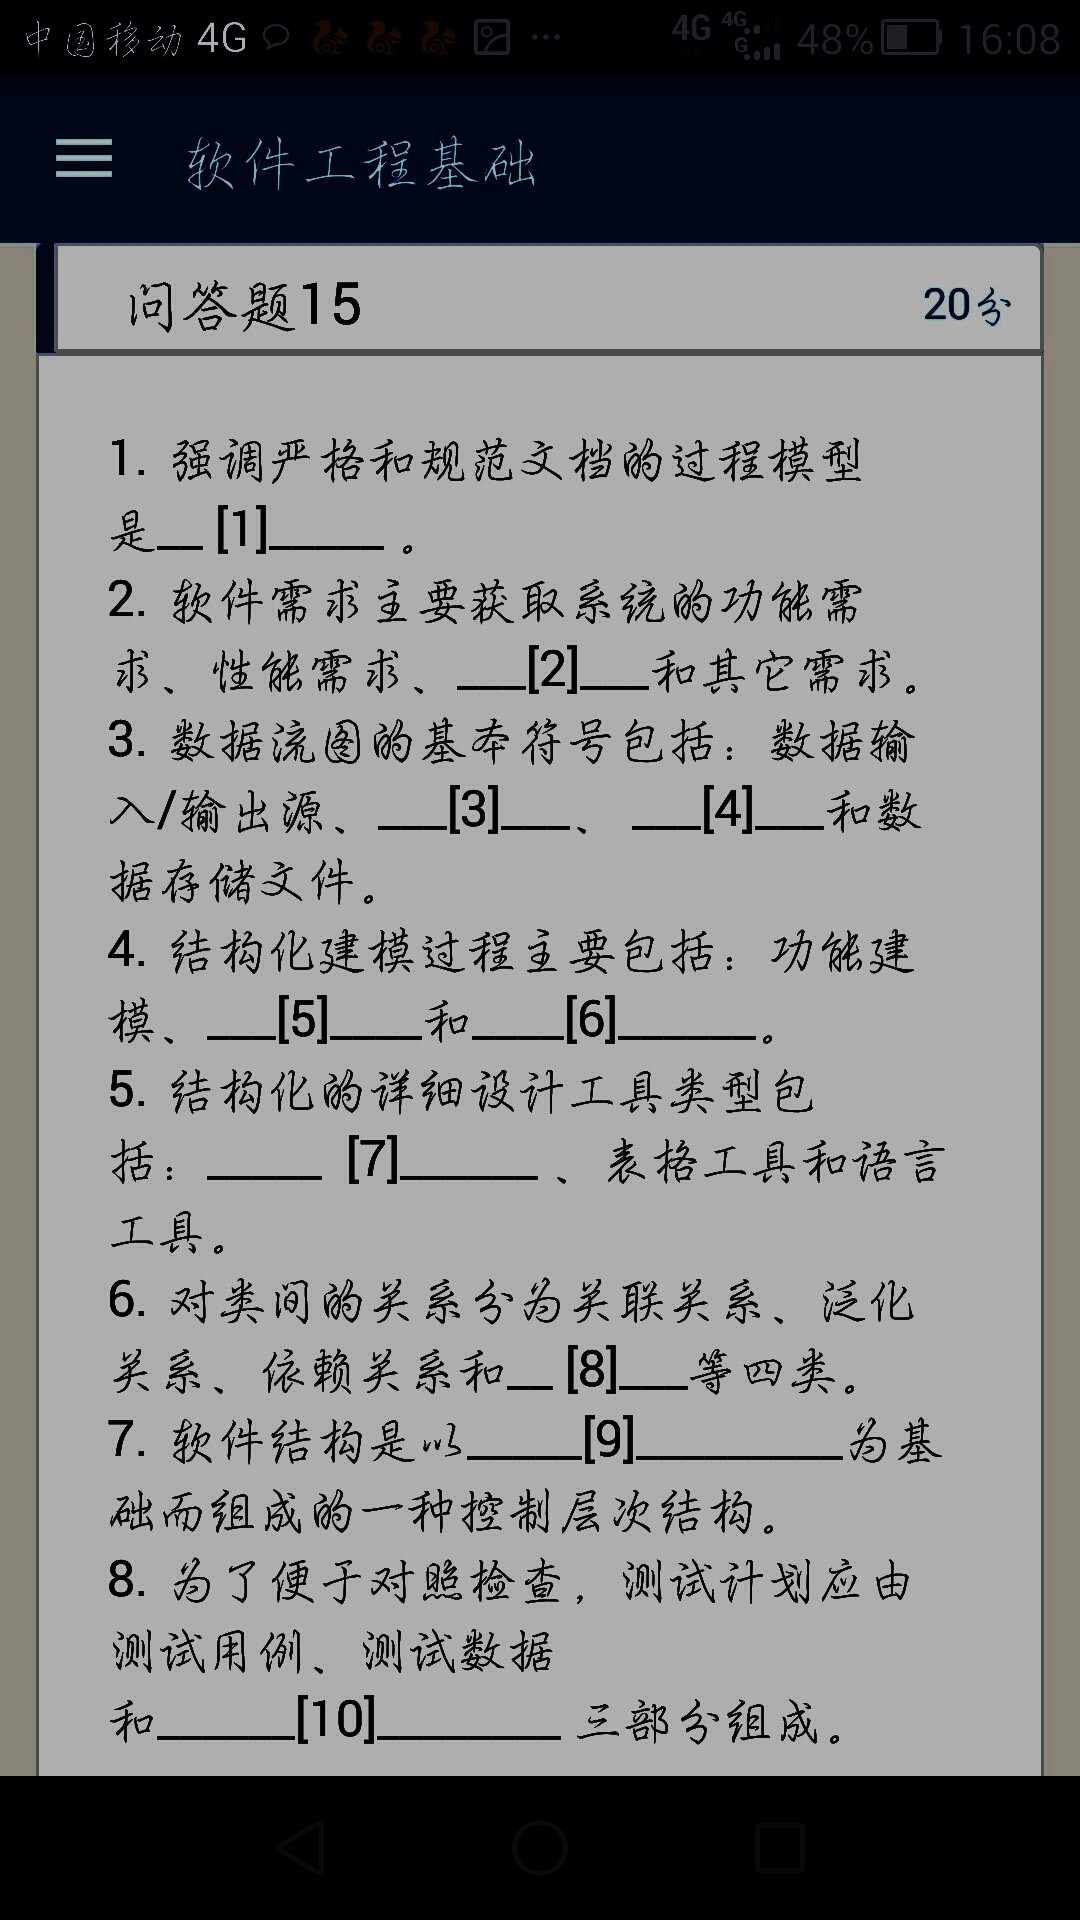 中国移动 4G ... 4G 4G G 48% 16:08
软件工程基础
问答题15 20分
1. 强调严格和规范文档的过程模型
是__ [1]_____ 。
2. 软件需求主要获取系统的功能需
求、性能需求、___[2]___和其它需求。
3. 数据流图的基本符号包括：数据输
入/输出源、___[3]___、 ___[4]___和数
据存储文件。
4. 结构化建模过程主要包括：功能建
模、___[5]____和____[6]______。
5. 结构化的详细设计工具类型包
括：_____ [7]______ 、表格工具和语言
工具。
6. 对类间的关系分为关联关系、泛化
关系、依赖关系和__ [8]___等四类。
7. 软件结构是以_____[9]_________为基
础而组成的一种控制层次结构。
8. 为了便于对照检查，测试计划应由
测试用例、测试数据
和______[10]________ 三部分组成。